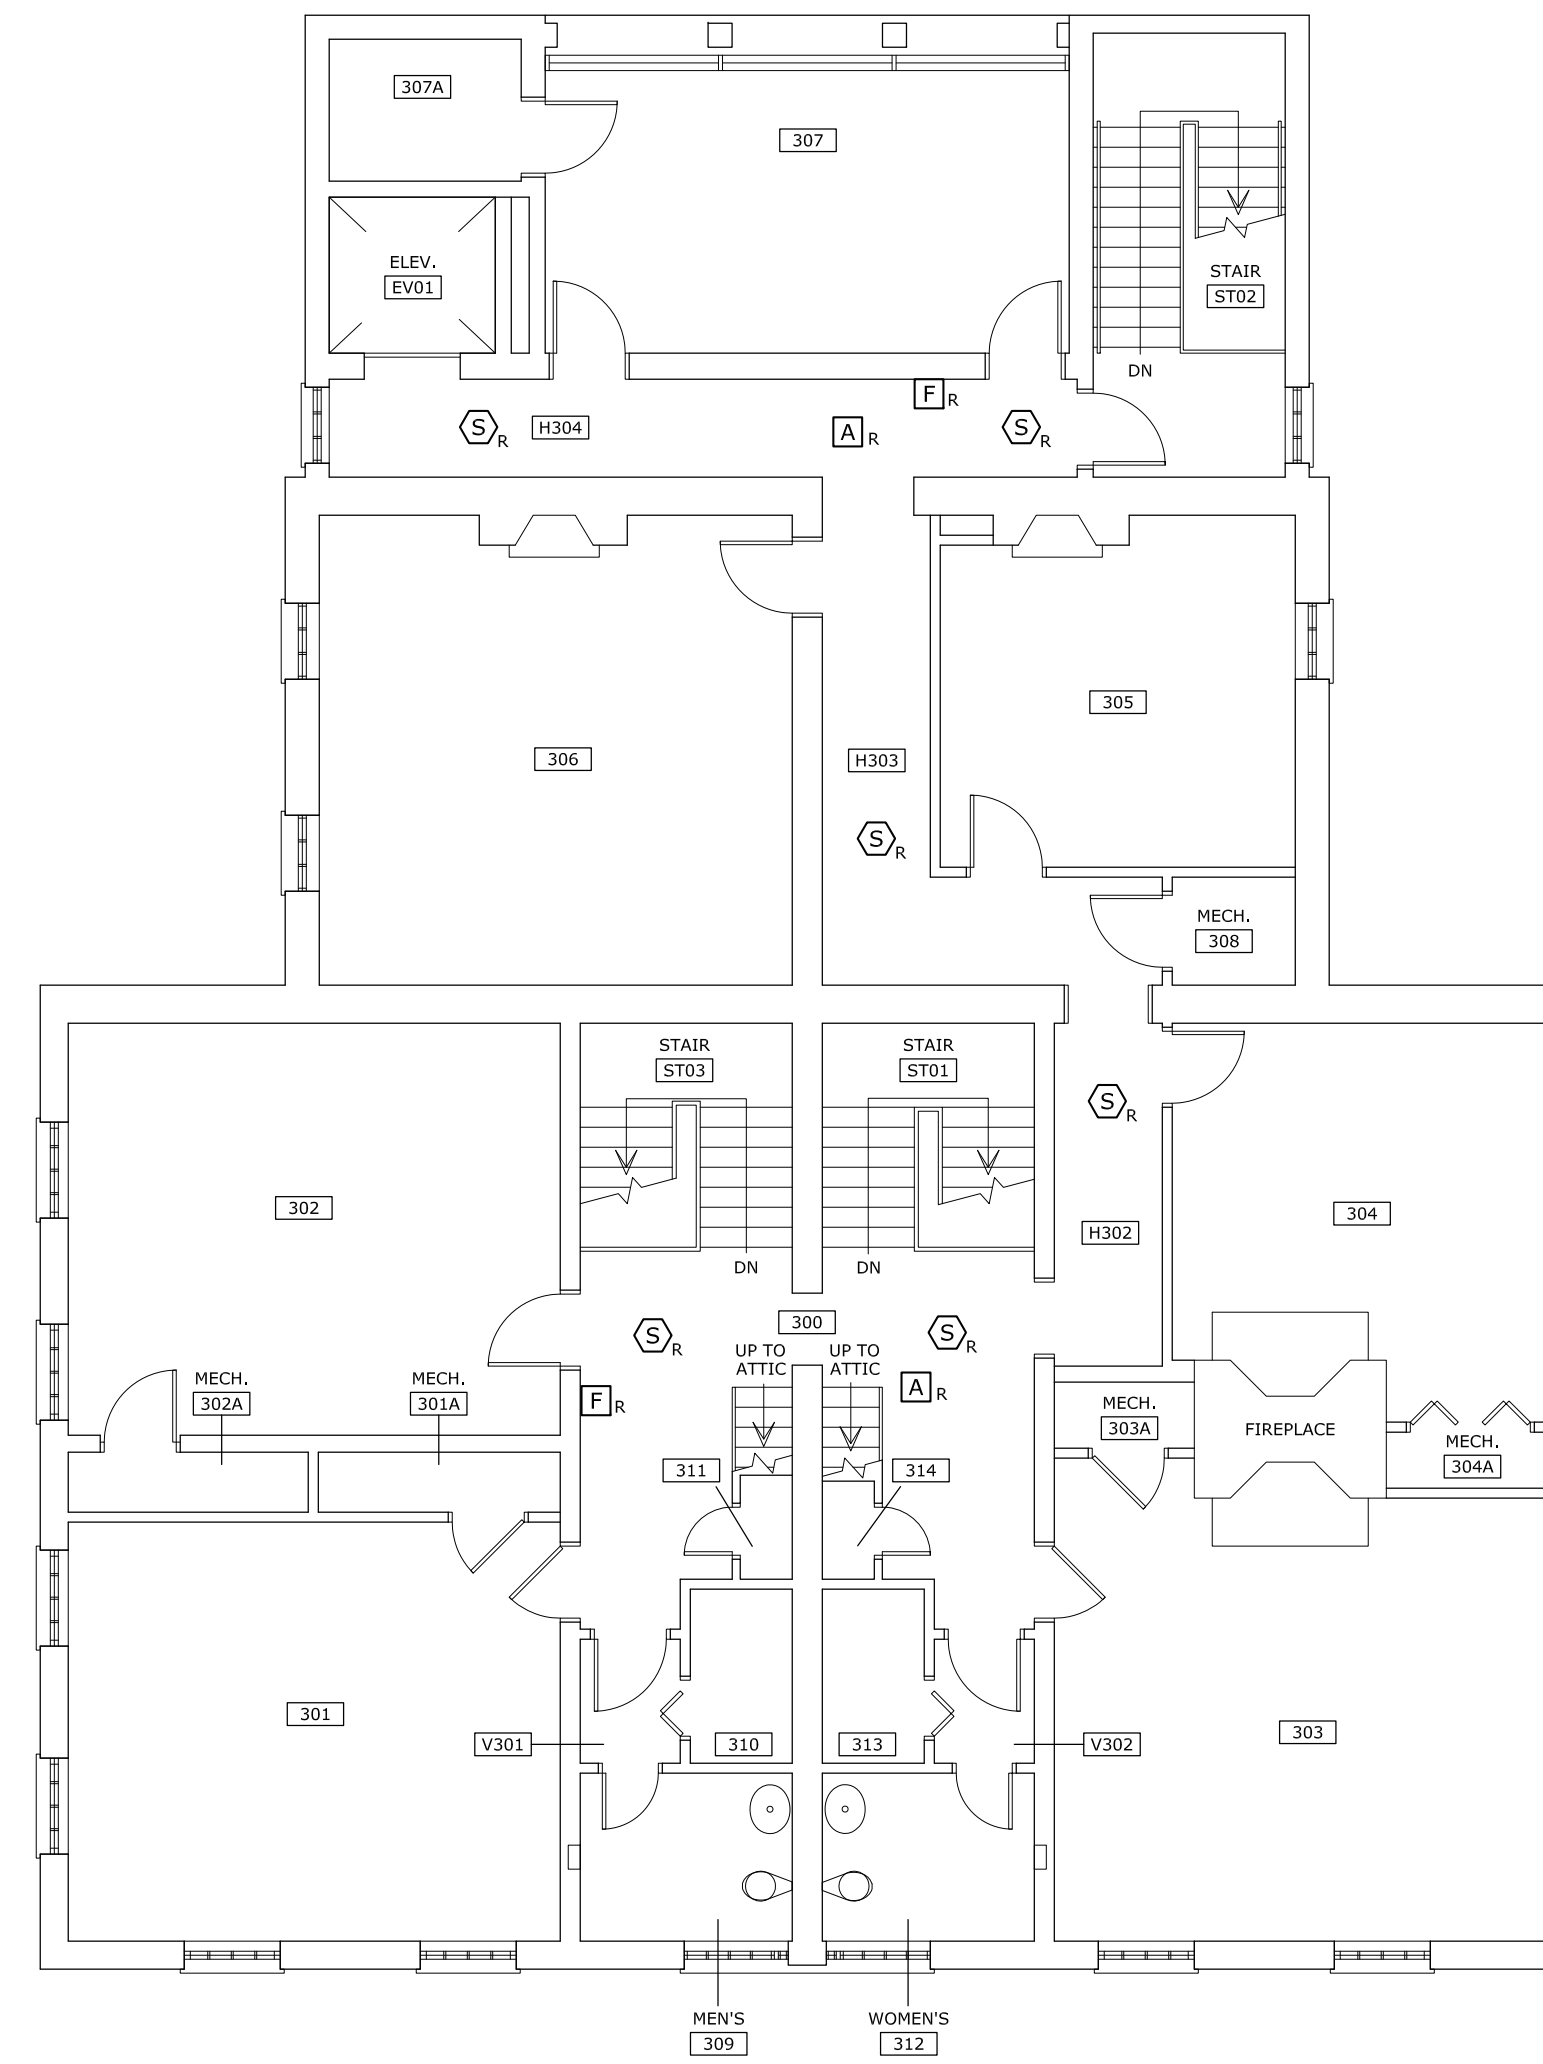 307A
307
ELEV.
EV01
STAIR
ST02
DN
F R
S R
H304
A R
S R
305
306
H303
S R
MECH.
308
STAIR
ST03
STAIR
ST01
S R
302
304
H302
DN
DN
300
S R
S R
UP TO
ATTIC
UP TO
ATTIC
MECH.
302A
MECH.
301A
F R
A R
MECH.
303A
FIREPLACE
MECH.
304A
311
314
301
303
V301
310
313
V302
MEN'S
309
WOMEN'S
312